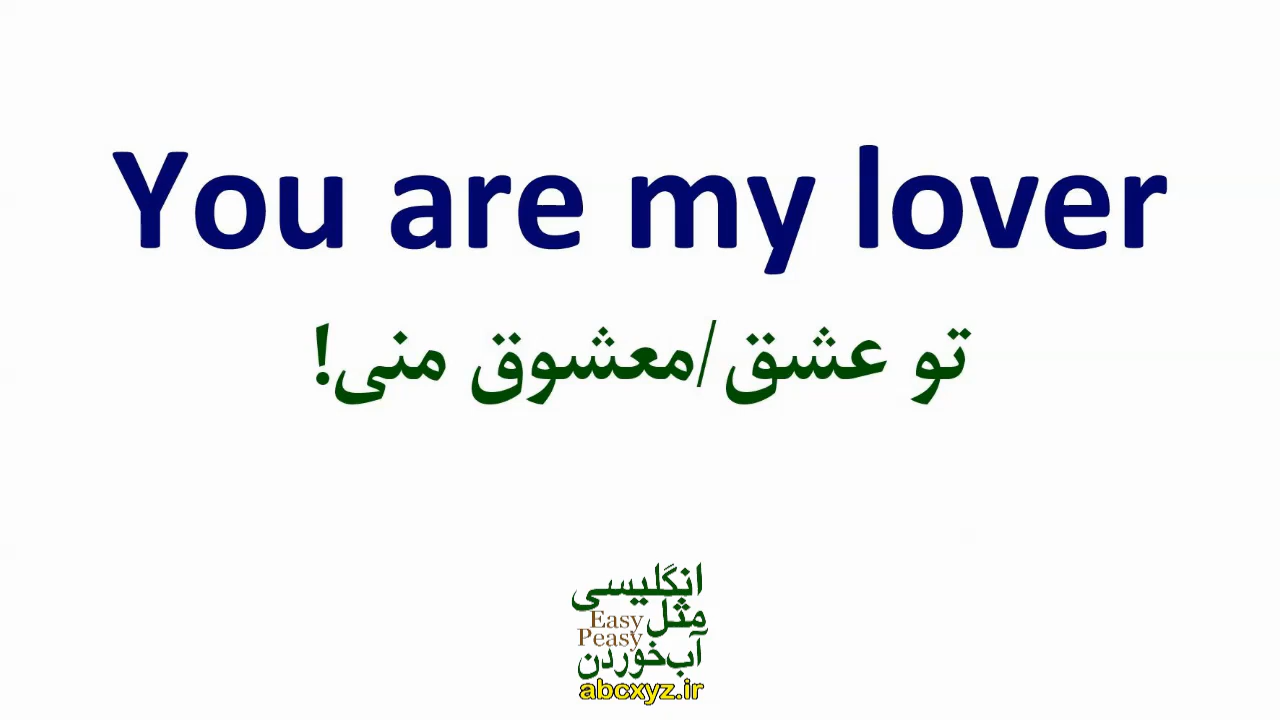 You are my lover
تو عشق/معشوق منی!
انگلیسی
مثل
Easy
Peasy
آب‌خوردن
abcxyz.ir